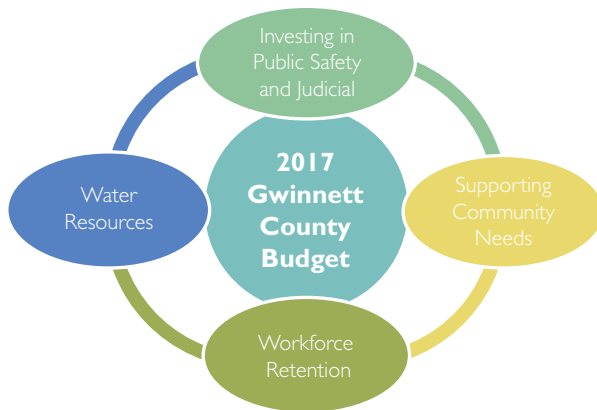 Investing in
Public Safety
and Judicial
2017
Gwinnett
County
Budget
Water
Resources
Supporting
Community
Needs
Workforce
Retention